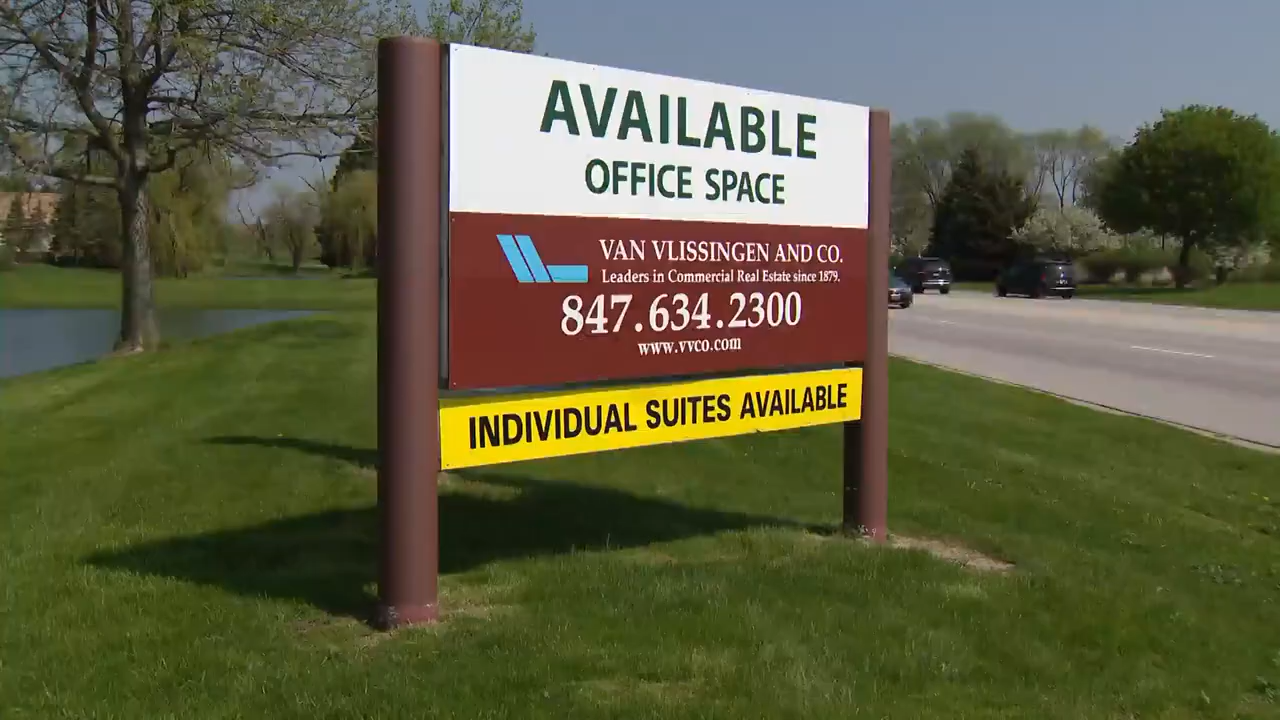 AVAILABLE
OFFICE SPACE
VAN VLISSINGEN AND CO.
Leaders in Commercial Real Estate since 1879.
847.634.2300
www.vvco.com
INDIVIDUAL SUITES AVAILABLE